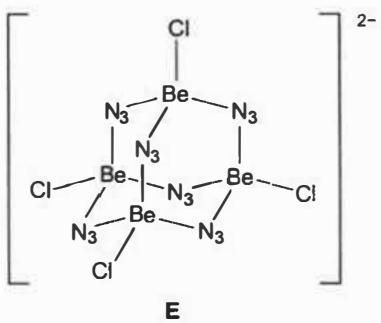 Cl 2−
Be
N₃ N₃
N₃
Cl Be N₃ Be Cl
N₃ Be N₃
Cl
E